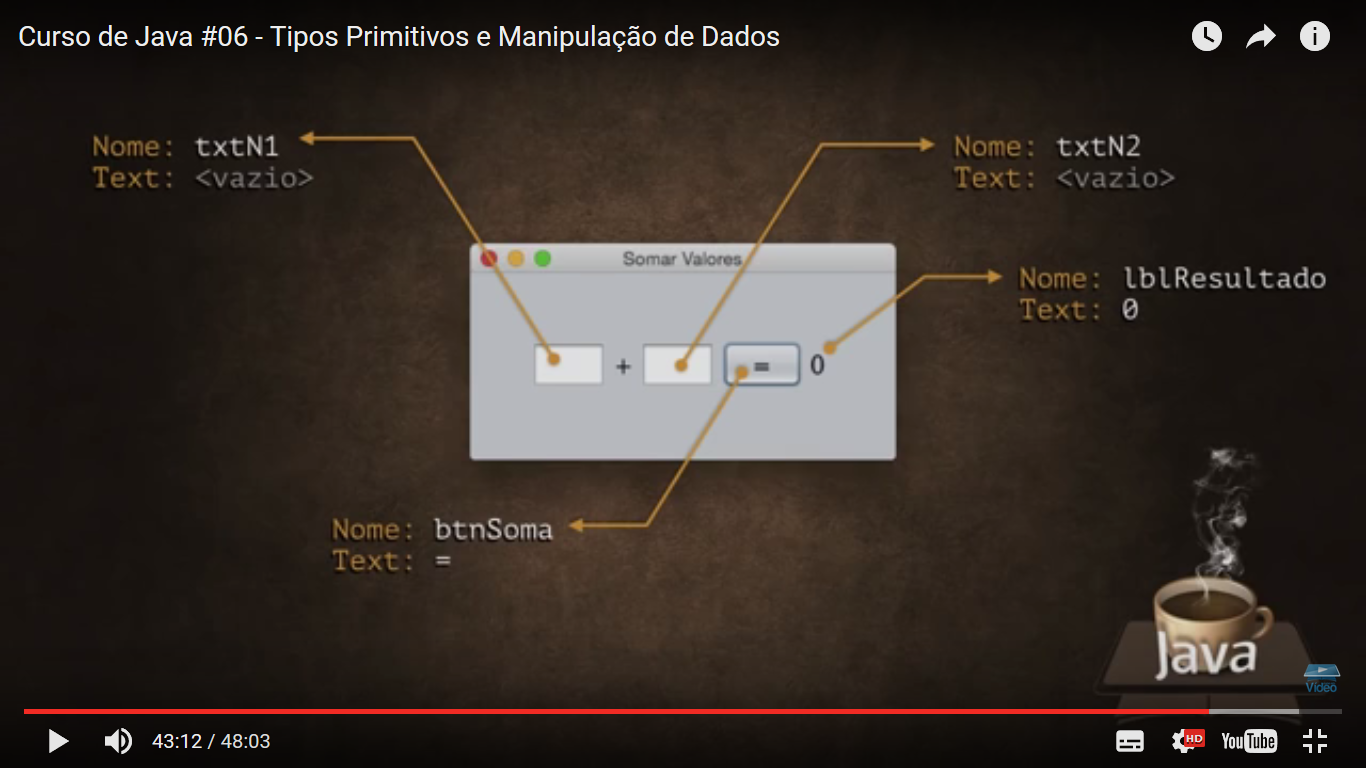 Curso de Java #06 - Tipos Primitivos e Manipulação de Dados
Nome: txtN1
Text: <vazio>
Nome: txtN2
Text: <vazio>
Somar Valores
Nome: lblResultado
Text: 0
+ = 0
Nome: btnSoma
Text: =
Java
Vídeo
43:12 / 48:03
HD
YouTube